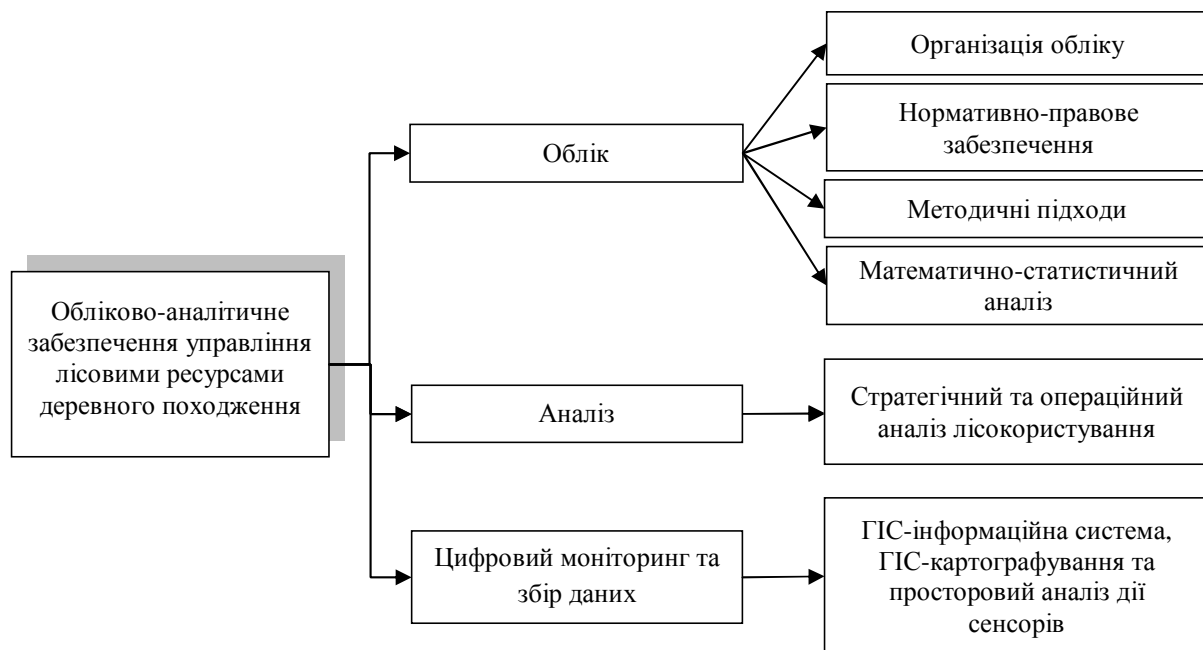 Обліково-аналітичне
забезпечення управління
лісовими ресурсами
деревного походження
Облік
Організація обліку
Нормативно-правове
забезпечення
Методичні підходи
Математично-статистичний
аналіз
Аналіз
Стратегічний та операційний
аналіз лісокористування
Цифровий моніторинг та
збір даних
ГІС-інформаційна система,
ГІС-картографування та
просторовий аналіз дії
сенсорів